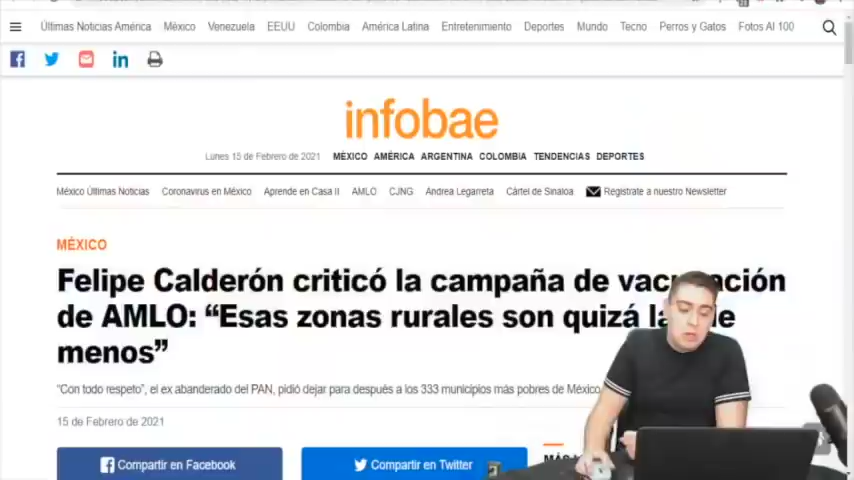 Últimas Noticias América México Venezuela EEUU Colombia América Latina Entretenimiento Deportes Mundo Tecno Perros y Gatos Fotos Al 100
infobae
Lunes 15 de Febrero de 2021 MÉXICO AMÉRICA ARGENTINA COLOMBIA TENDENCIAS DEPORTES
México Últimas Noticias Coronavirus en México Aprende en Casa II AMLO CJNG Andrea Legarreta Cártel de Sinaloa Registrate a nuestro Newsletter
MÉXICO
Felipe Calderón criticó la campaña de
de AMLO: “Esas zonas rurales son quizá
menos”
“Con todo respeto”, el ex abanderado del PAN, pidió dejar para después a los 333 municipios más pobres de México
15 de Febrero de 2021
Compartir en Facebook Compartir en Twitter